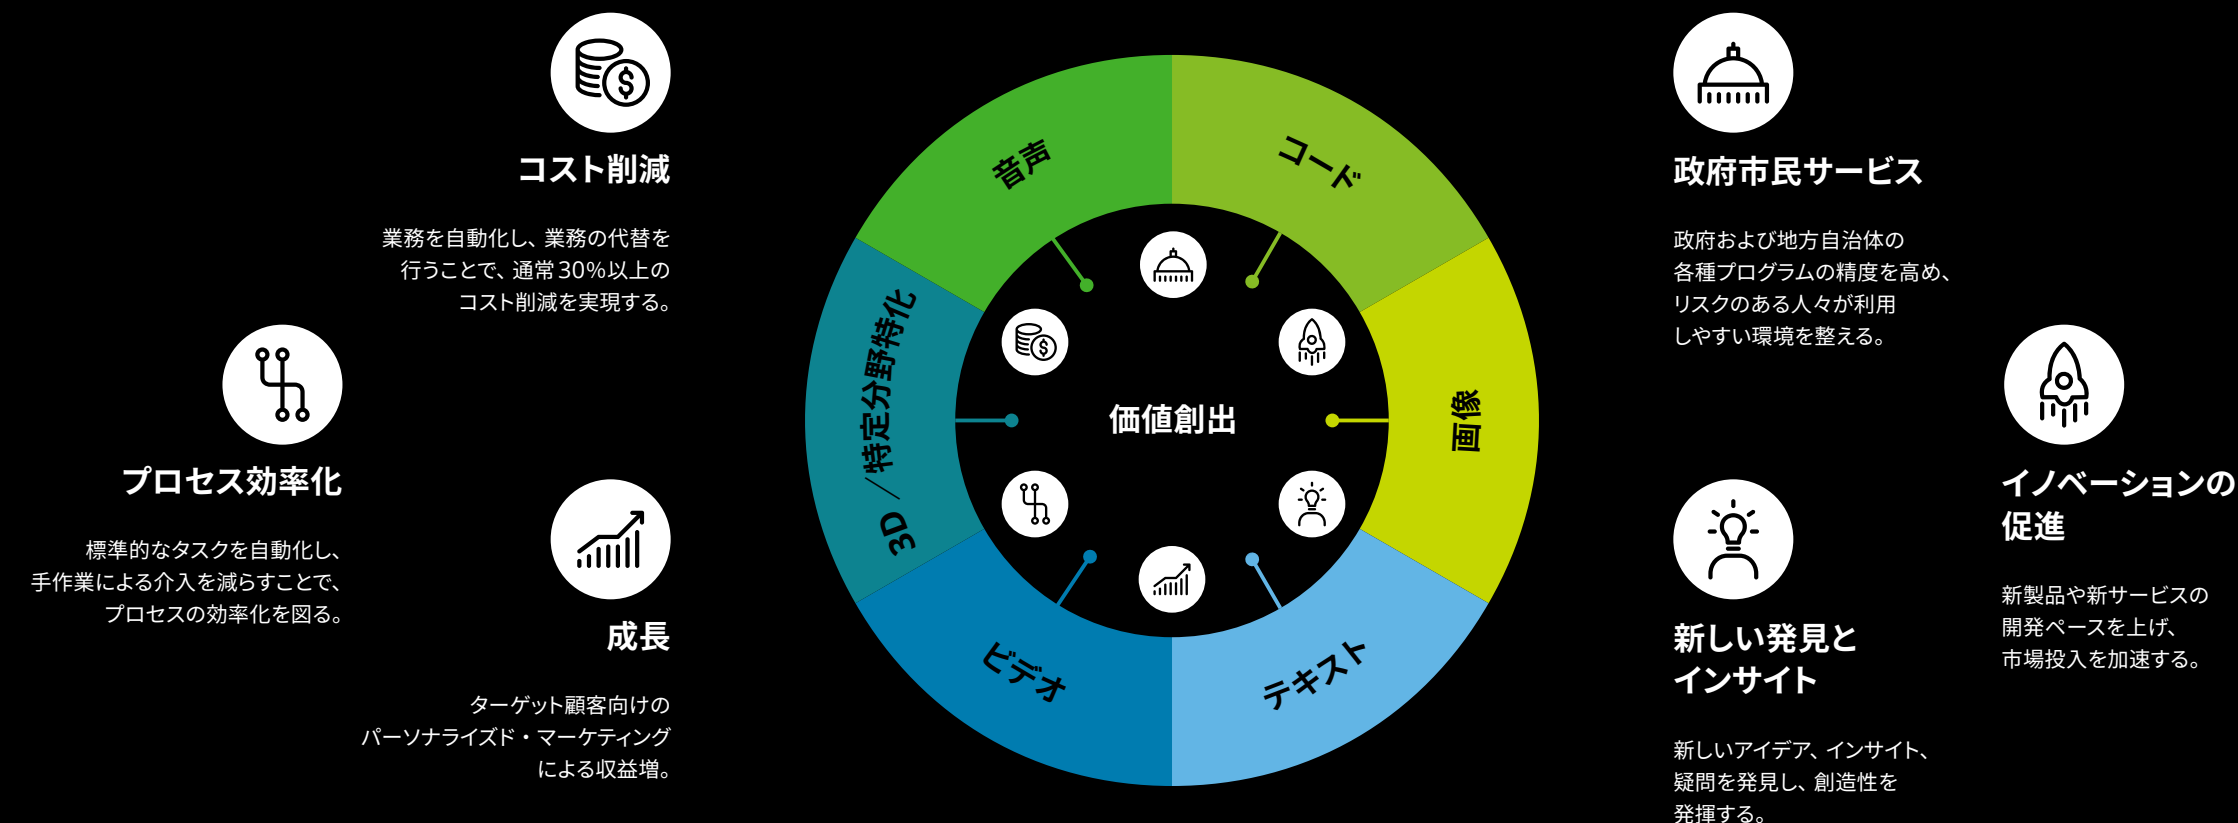 コスト削減
業務を自動化し、業務の代替を
行うことで、通常30%以上の
コスト削減を実現する。
プロセス効率化
標準的なタスクを自動化し、
手作業による介入を減らすことで、
プロセスの効率化を図る。
成長
ターゲット顧客向けの
パーソナライズド・マーケティング
による収益増。
音声
コード
3D／特定分野特化
価値創出
画像
ビデオ
テキスト
政府市民サービス
政府および地方自治体の
各種プログラムの精度を高め、
リスクのある人々が利用
しやすい環境を整える。
イノベーションの
促進
新製品や新サービスの
開発ペースを上げ、
市場投入を加速する。
新しい発見と
インサイト
新しいアイデア、インサイト、
疑問を発見し、創造性を
発揮する。